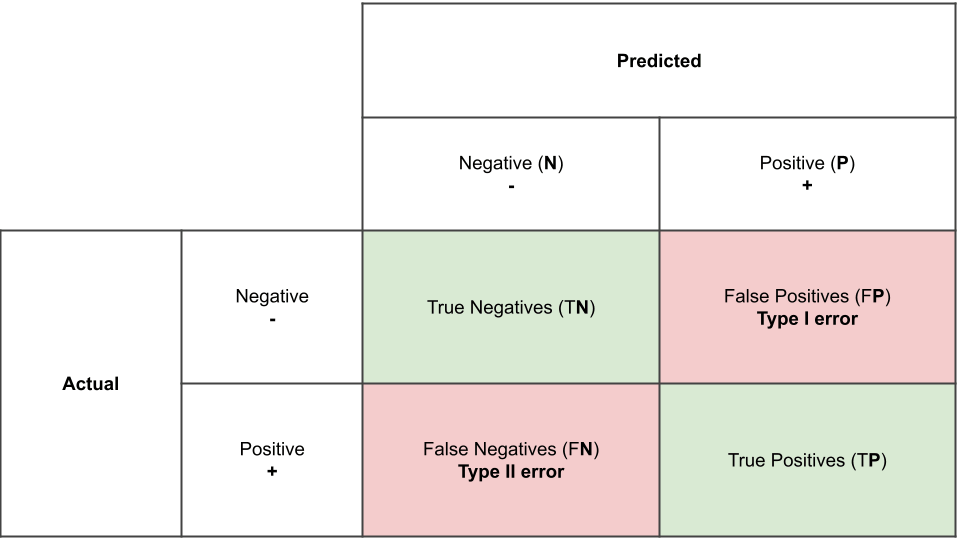 Predicted
Negative (N)
-
Positive (P)
+
Actual
Negative
-
True Negatives (TN)
False Positives (FP)
Type I error
Positive
+
False Negatives (FN)
Type II error
True Positives (TP)